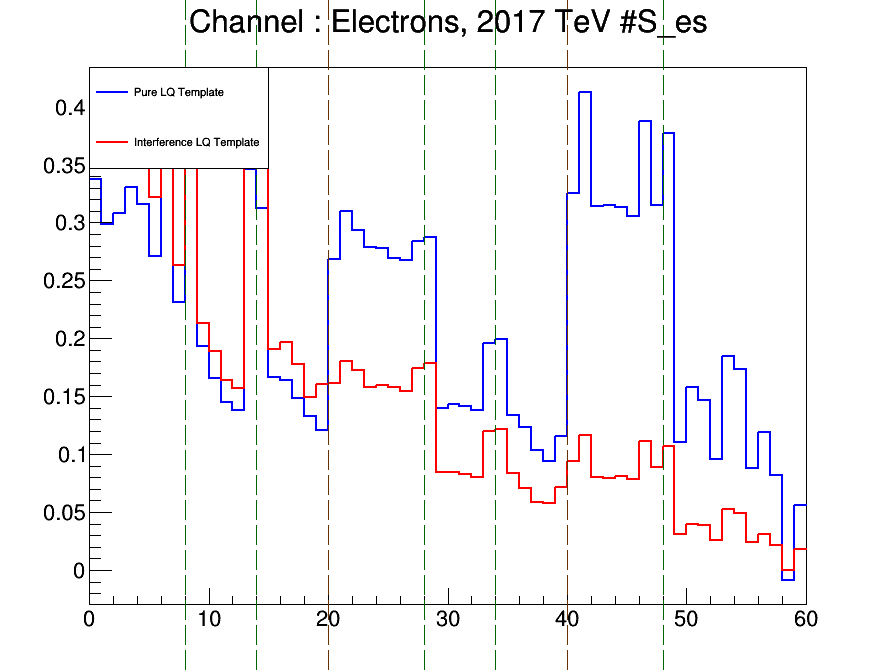 Channel : Electrons, 2017 TeV #S_es
Pure LQ Template
Interference LQ Template
0.4
0.35
0.3
0.25
0.2
0.15
0.1
0.05
0
0 10 20 30 40 50 60